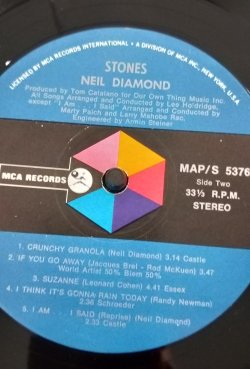 LICENSED BY MCA RECORDS INTERNATIONAL • A DIVISION OF MCA INC., NEW YORK, U.S.A.
STONES
NEIL DIAMOND
Produced by Tom Catalano for Our Own Thing Music Inc.
All Songs Arranged and Conducted by Lee Holdridge,
except "I Am ... I Said" Arranged and Conducted by
Marty Paich and Larry Mahobe Rac.
Engineered by Armin Steiner
MCA RECORDS
MAP/S 5376
Side Two
33⅓ R.P.M.
STEREO
1. CRUNCHY GRANOLA (Neil Diamond) 3.14 Castle
2. IF YOU GO AWAY (Jacques Brel - Rod McKuen) 3.47
World Artist 50% Blem 50%
3. SUZANNE (Leonard Cohen) 4.41 Essex
4. I THINK IT'S GONNA RAIN TODAY (Randy Newman)
2.36 Schroeder
5. I AM ... I SAID (Reprise) (Neil Diamond)
2.33 Castle